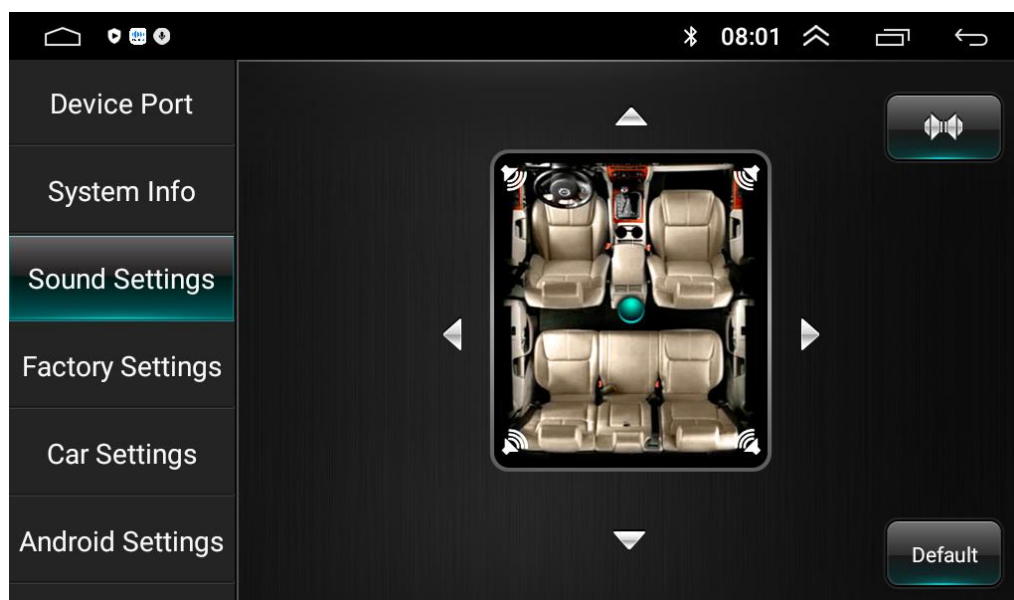 08:01
Device Port
System Info
Sound Settings
Factory Settings
Car Settings
Android Settings
Default